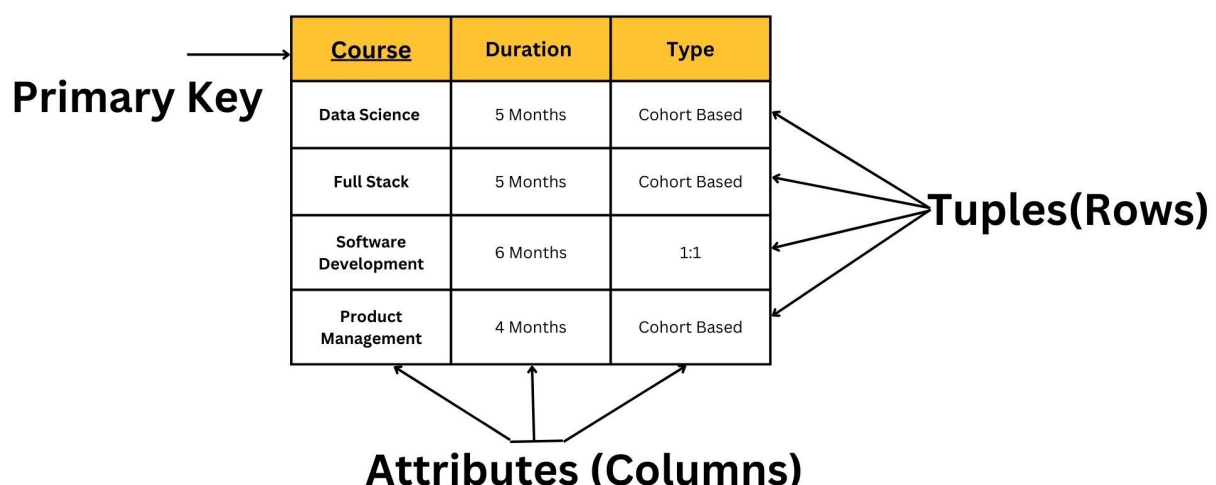 Primary Key
Course Duration Type
Data Science 5 Months Cohort Based
Full Stack 5 Months Cohort Based
Software
Development 6 Months 1:1
Product
Management 4 Months Cohort Based
Tuples(Rows)
Attributes (Columns)